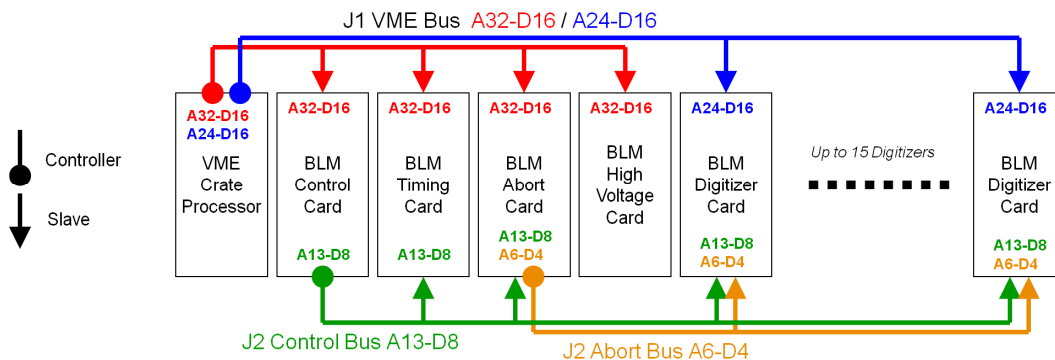 J1 VME Bus A32-D16 / A24-D16
A32-D16
A24-D16
VME
Crate
Processor
A32-D16
BLM
Control
Card
A13-D8
A32-D16
BLM
Timing
Card
A13-D8
A32-D16
BLM
Abort
Card
A13-D8
A6-D4
A32-D16
BLM
High
Voltage
Card
A24-D16
BLM
Digitizer
Card
A13-D8
A6-D4
Up to 15 Digitizers
A24-D16
BLM
Digitizer
Card
A13-D8
A6-D4
Controller
Slave
J2 Control Bus A13-D8
J2 Abort Bus A6-D4